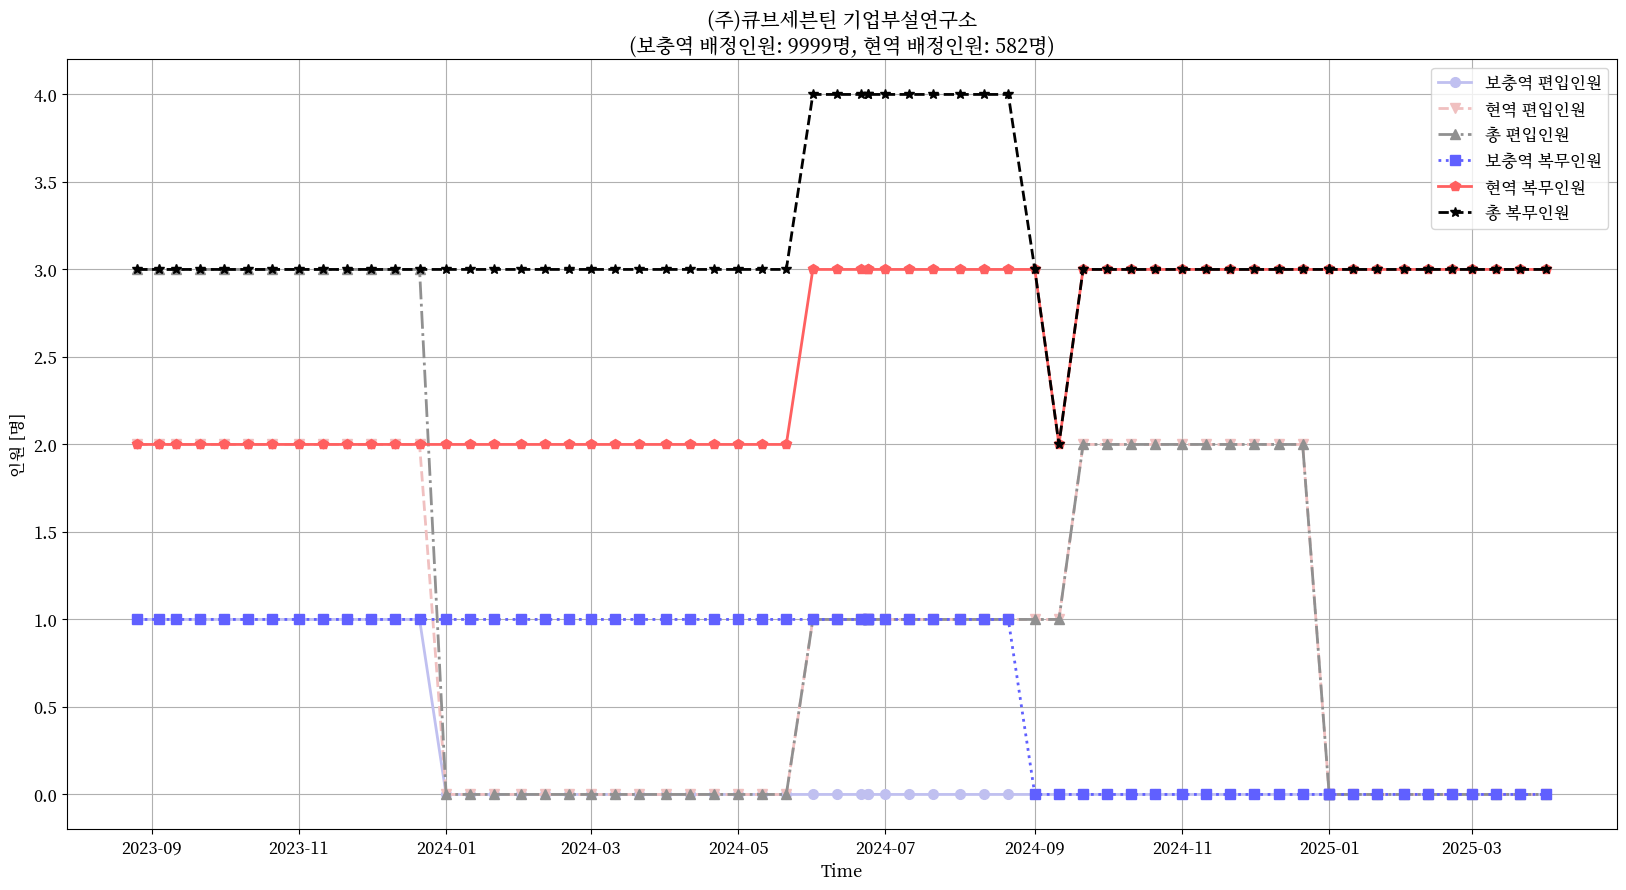 (주)큐브세븐틴 기업부설연구소
(보충역 배정인원: 9999명, 현역 배정인원: 582명)
보충역 편입인원
현역 편입인원
총 편입인원
보충역 복무인원
현역 복무인원
총 복무인원
인원 [명]
4.0
3.5
3.0
2.5
2.0
1.5
1.0
0.5
0.0
2023-09 2023-11 2024-01 2024-03 2024-05 2024-07 2024-09 2024-11 2025-01 2025-03
Time